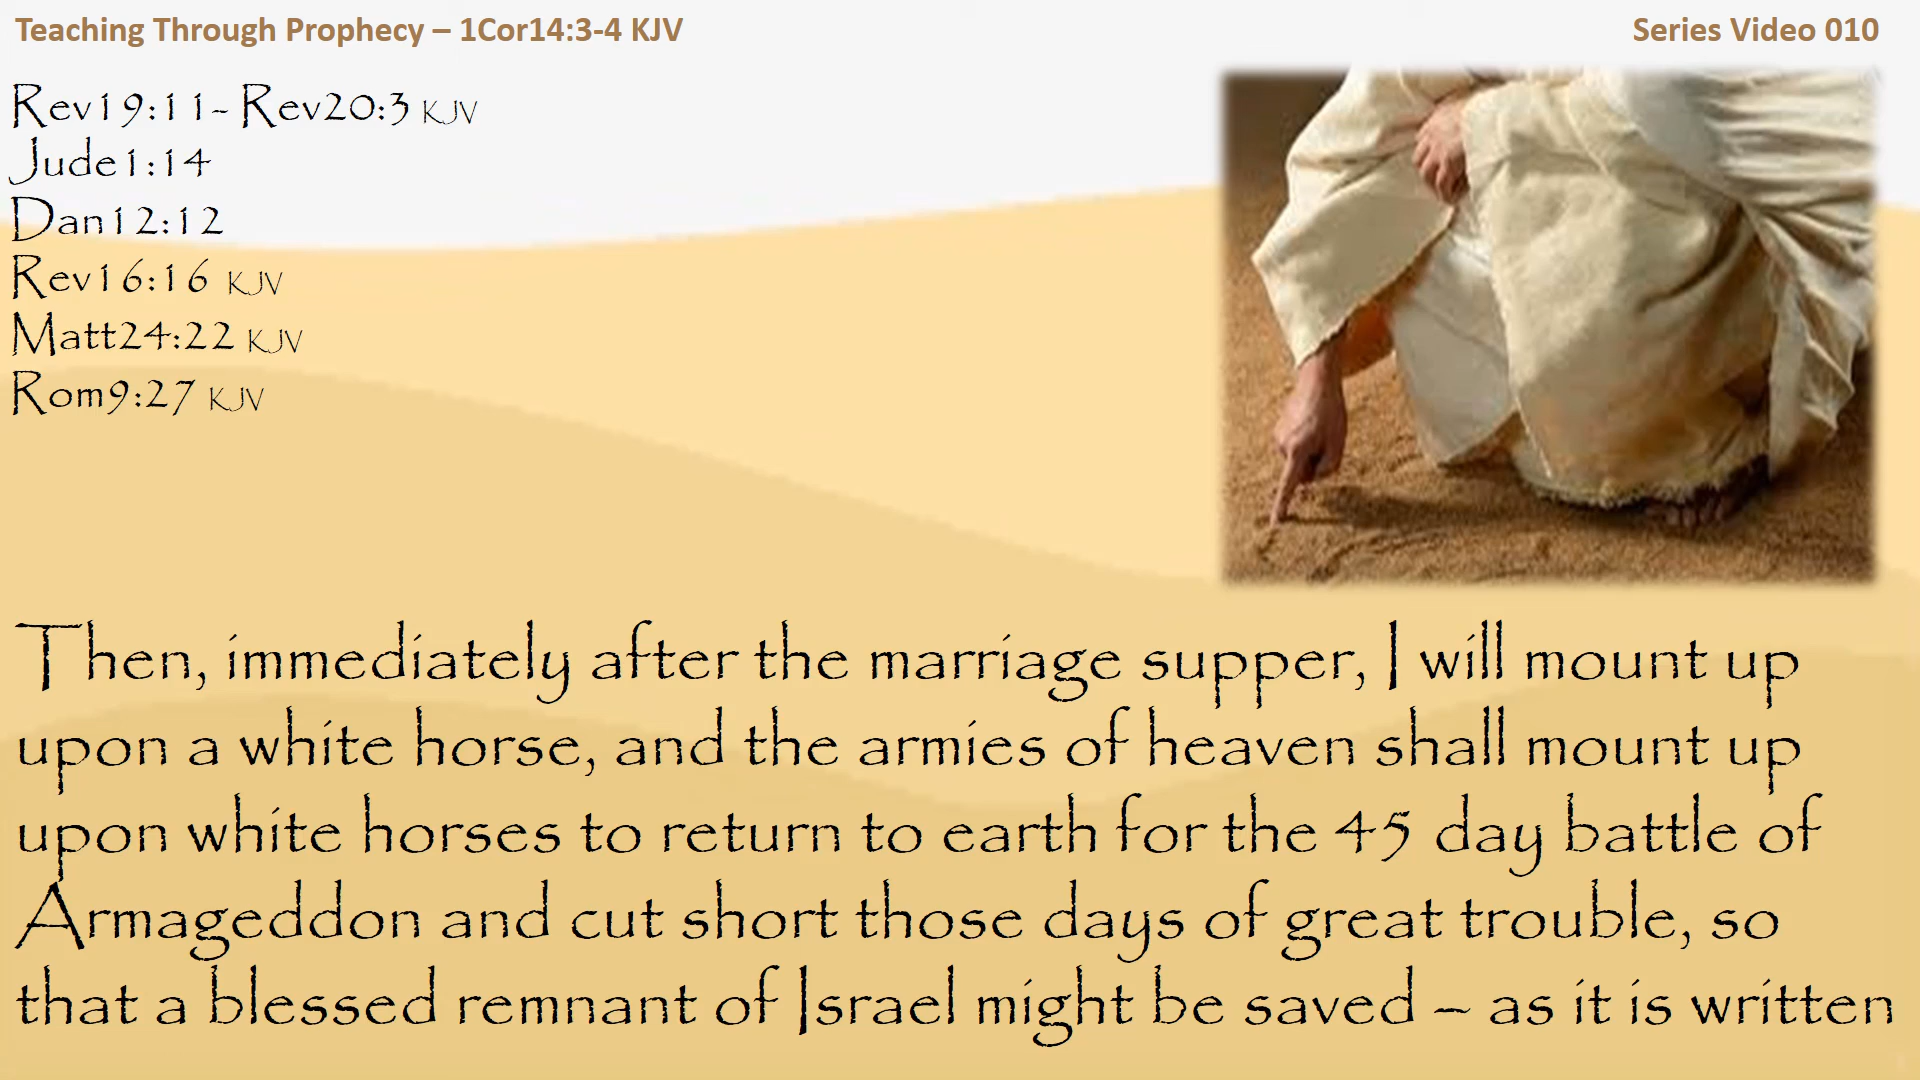 Teaching Through Prophecy – 1Cor14:3-4 KJV
Series Video 010
Rev19:11- Rev20:3 KJV
Jude1:14
Dan12:12
Rev16:16 KJV
Matt24:22 KJV
Rom9:27 KJV
Then, immediately after the marriage supper, I will mount up
upon a white horse, and the armies of heaven shall mount up
upon white horses to return to earth for the 45 day battle of
Armageddon and cut short those days of great trouble, so
that a blessed remnant of Israel might be saved – as it is written